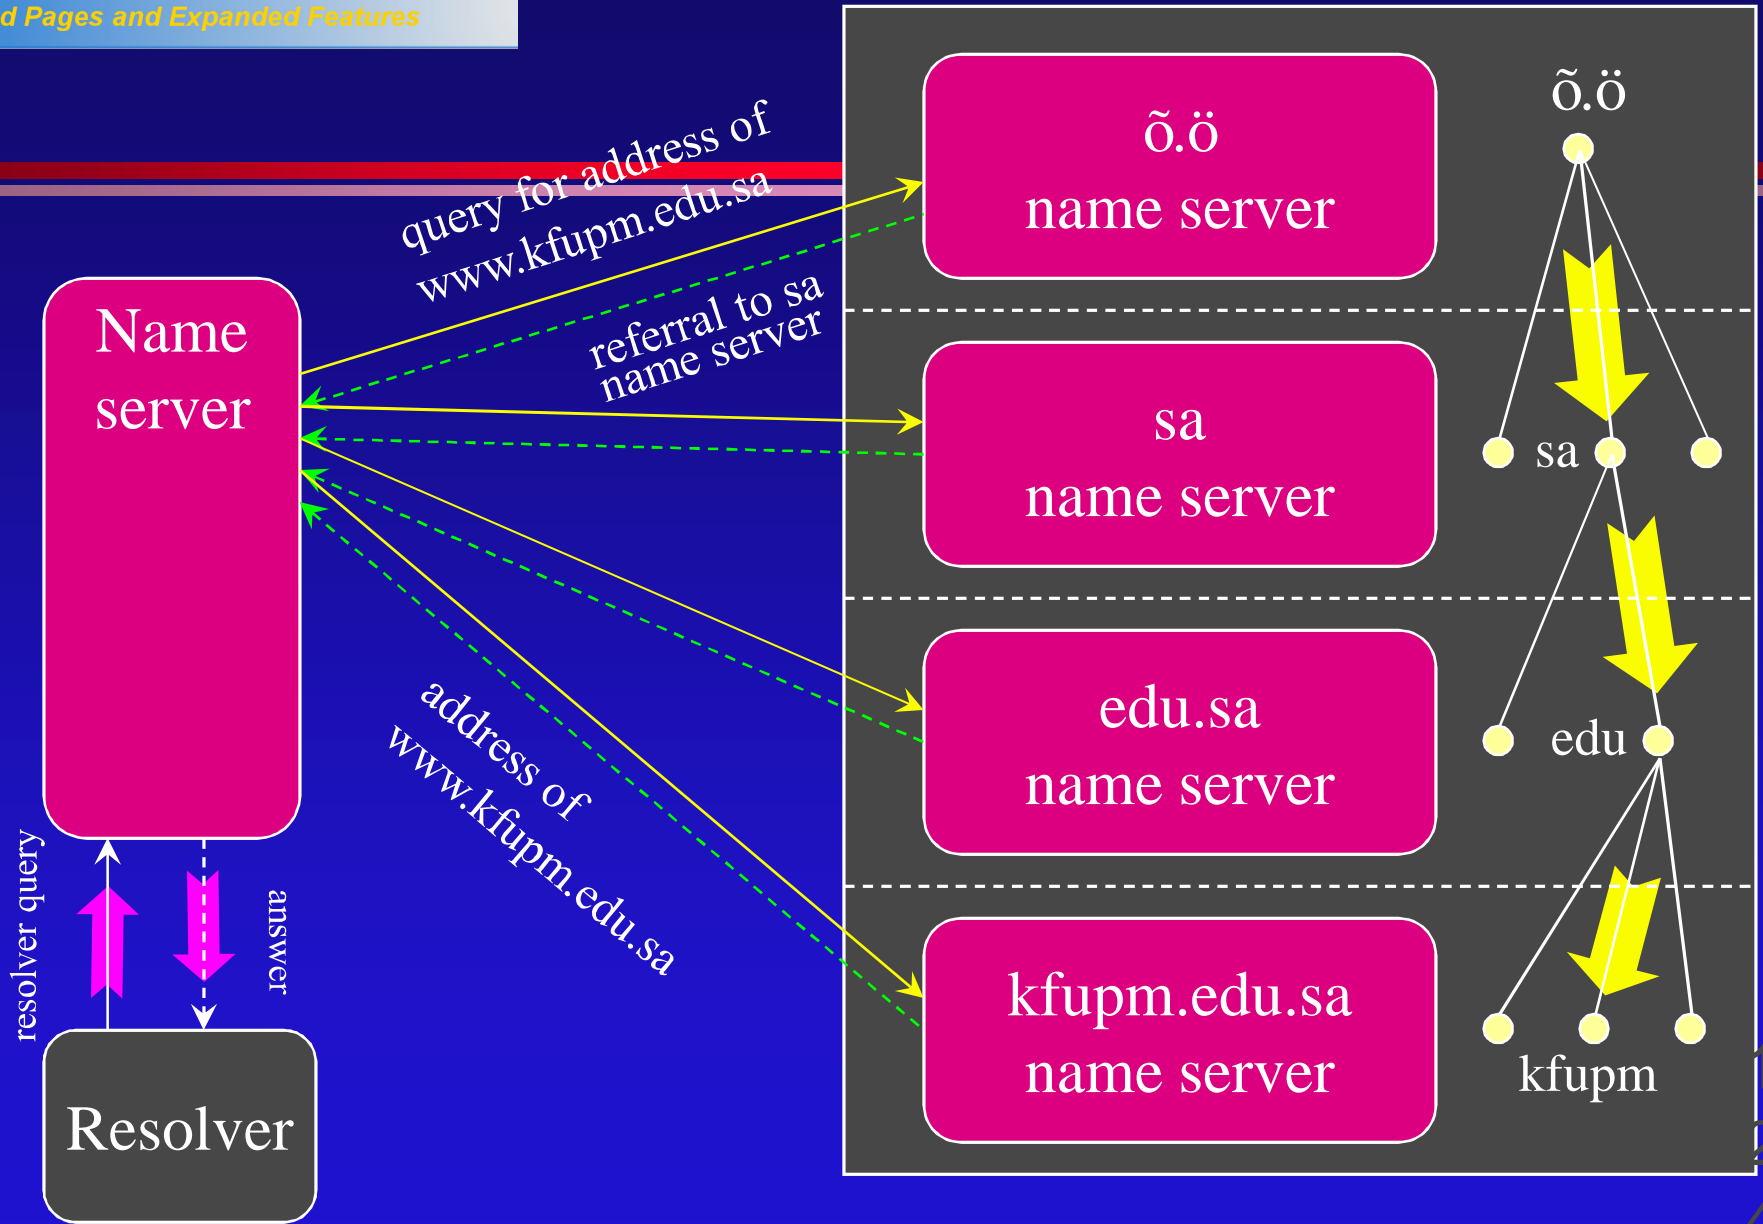 d Pages and Expanded Features
õ.ö
name server
õ.ö
query for address of
www.kfupm.edu.sa
referral to sa
name server
Name
server
sa
name server
sa
edu.sa
name server
edu
address of
www.kfupm.edu.sa
resolver query
answer
kfupm.edu.sa
name server
kfupm
Resolver